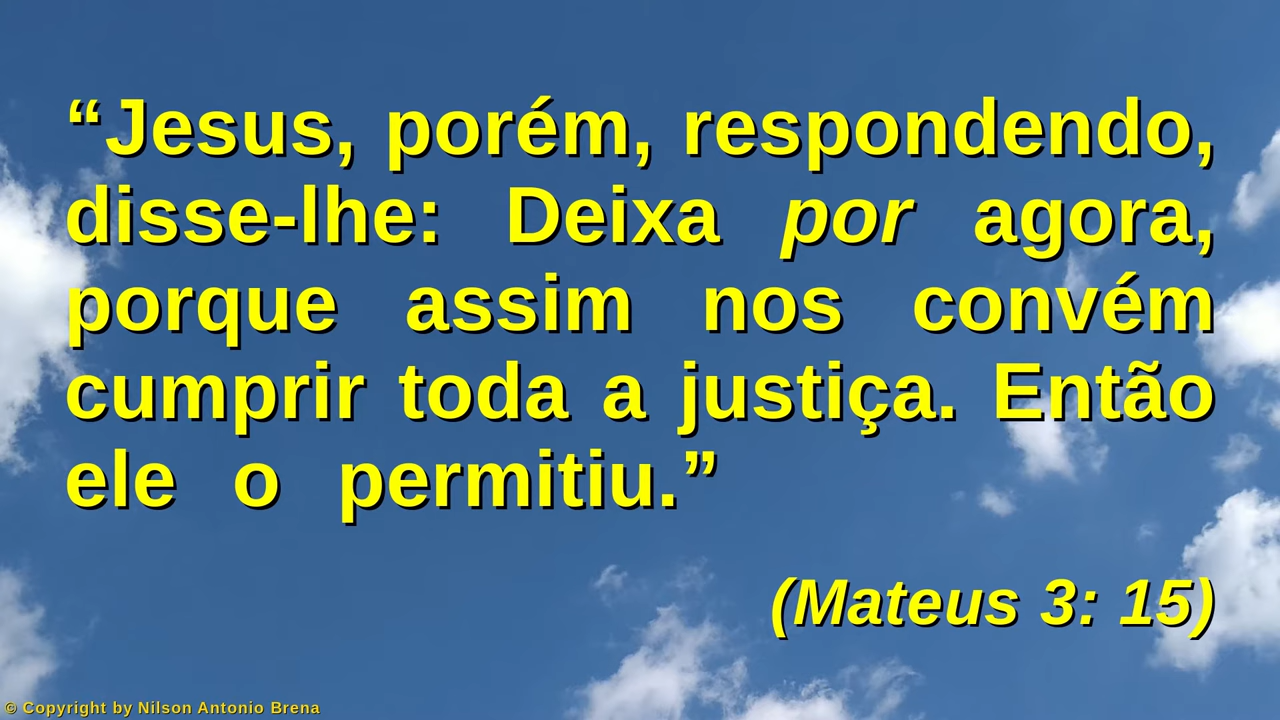 “Jesus, porém, respondendo,
disse-lhe: Deixa por agora,
porque assim nos convém
cumprir toda a justiça. Então
ele o permitiu.”
(Mateus 3: 15)
© Copyright by Nilson Antonio Brena